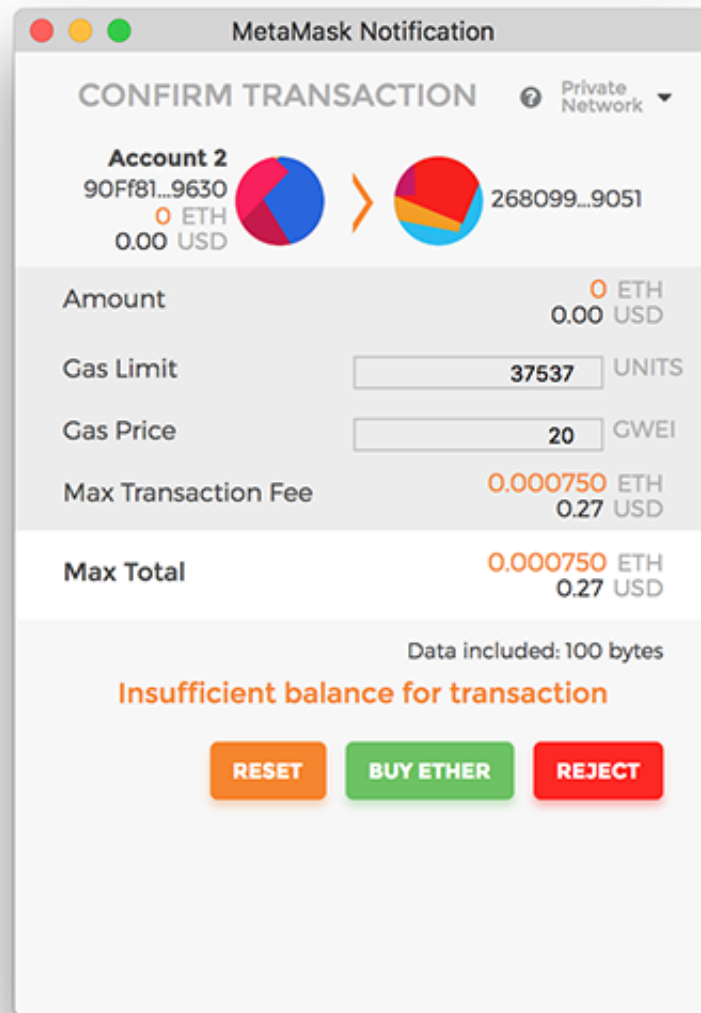 MetaMask Notification
CONFIRM TRANSACTION
Private
Network
Account 2
90Ff81...9630
0 ETH
0.00 USD
268099...9051
Amount
0 ETH
0.00 USD
Gas Limit
37537 UNITS
Gas Price
20 GWEI
Max Transaction Fee
0.000750 ETH
0.27 USD
Max Total
0.000750 ETH
0.27 USD
Data included: 100 bytes
Insufficient balance for transaction
RESET
BUY ETHER
REJECT